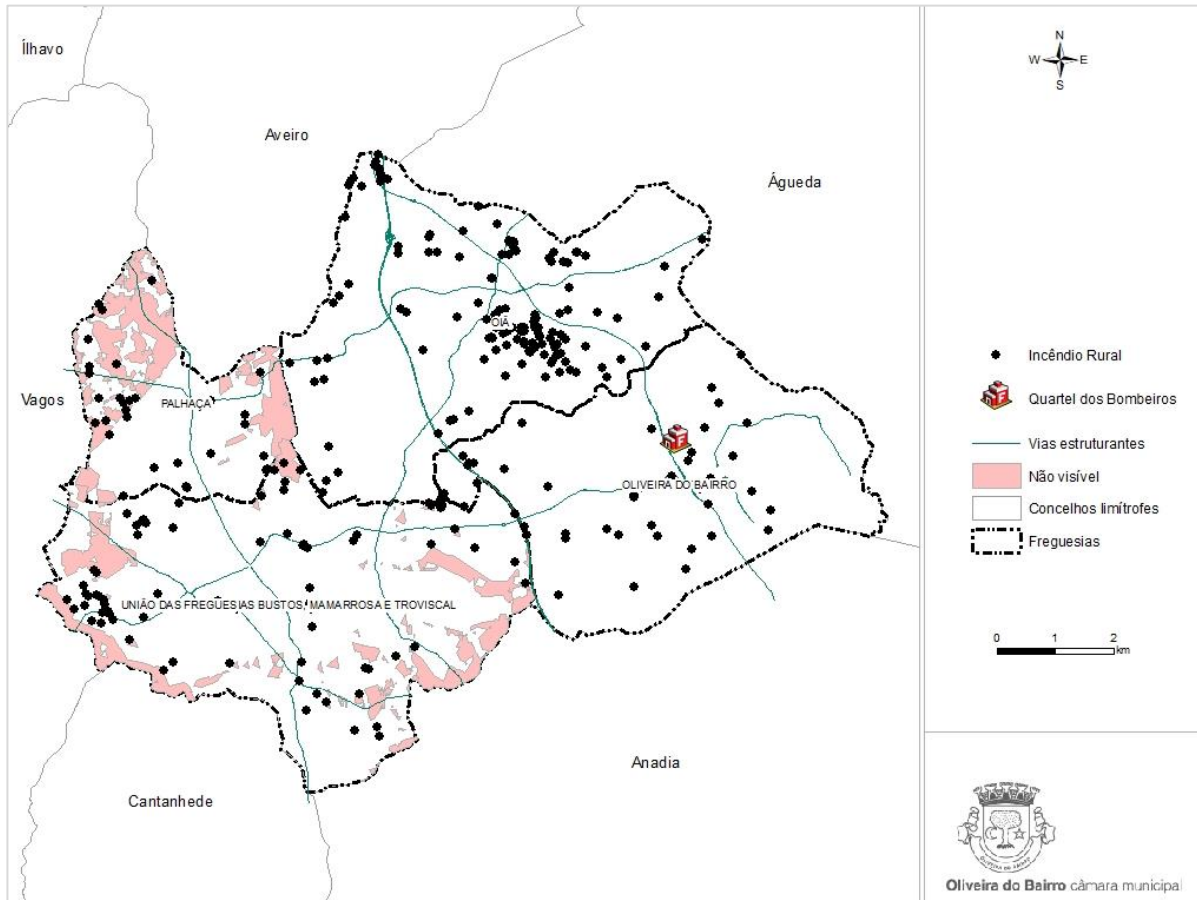 Ílhavo
Aveiro
Águeda
Vagos
OIÃ
PALHAÇA
OLIVEIRA DO BAIRRO
UNIÃO DAS FREGUESIAS BUSTOS, MAMARROSA E TROVISCAL
Anadia
Cantanhede
N
W E
S
Incêndio Rural
Quartel dos Bombeiros
Vias estruturantes
Não visível
Concelhos limítrofes
Freguesias
0 1 2
km
Oliveira do Bairro câmara municipal